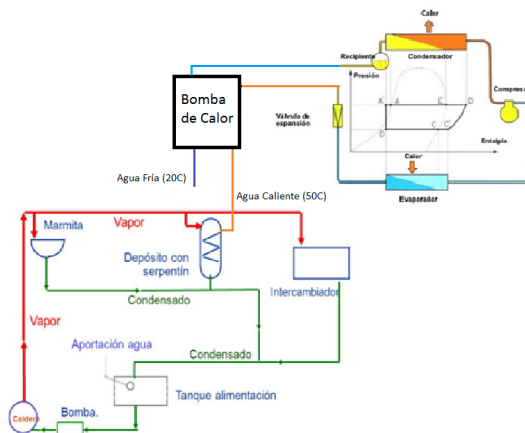 Calor
Recipiente
Condensador
Presión
A'
A
E
D
Compreso
Bomba
de Calor
Válvula de
expansión
D
C
C'
Entalpía
Calor
Agua Fría (20C)
Agua Caliente (50C)
Evaporador
Marmita
Vapor
Depósito con
serpentín
Intercambiador
Condensado
Vapor
Aportación agua
Condensado
Tanque alimentación
Caldera
Bomba.